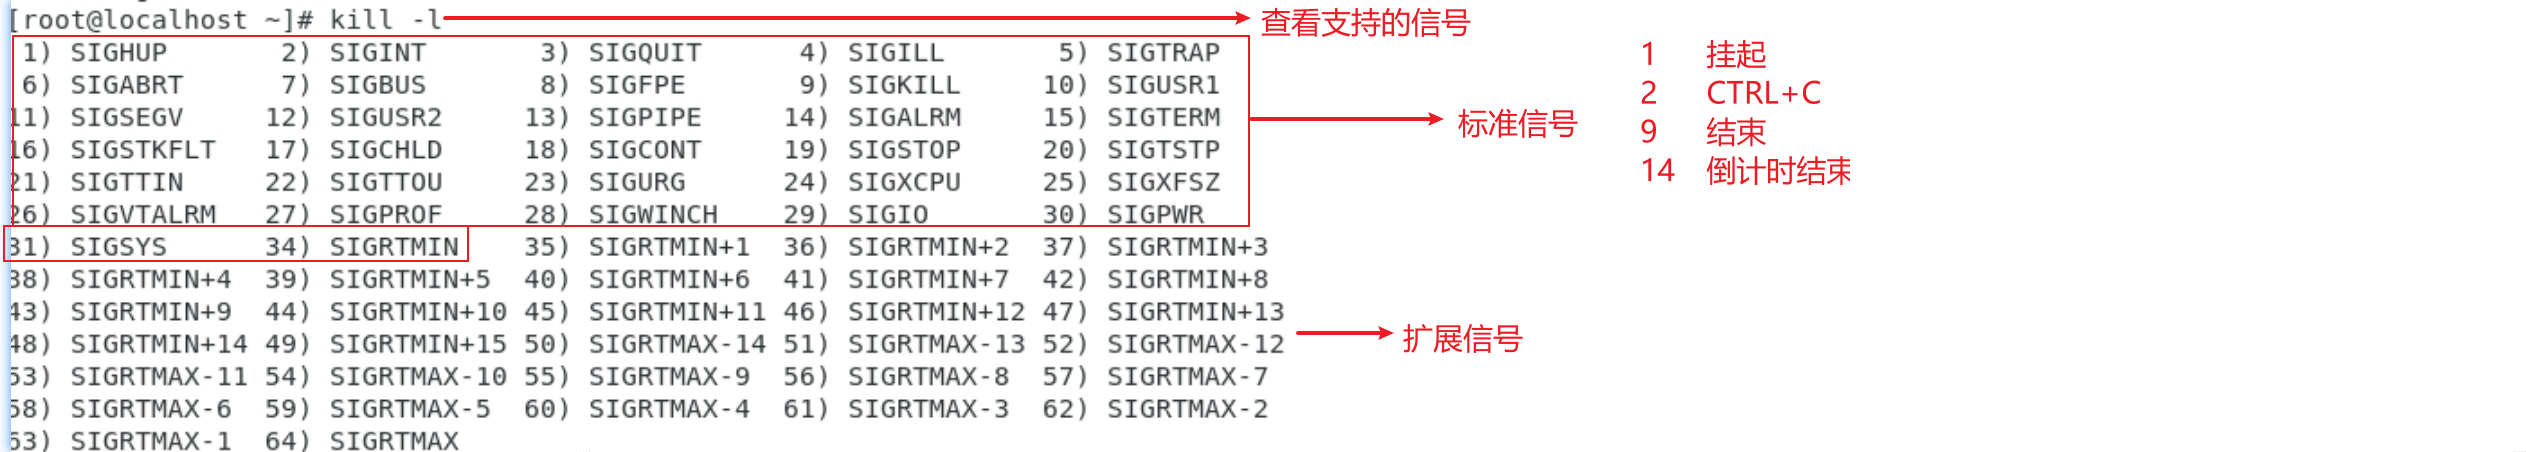 [root@localhost ~]# kill -l 查看支持的信号
1) SIGHUP 2) SIGINT 3) SIGQUIT 4) SIGILL 5) SIGTRAP
6) SIGABRT 7) SIGBUS 8) SIGFPE 9) SIGKILL 10) SIGUSR1
11) SIGSEGV 12) SIGUSR2 13) SIGPIPE 14) SIGALRM 15) SIGTERM
16) SIGSTKFLT 17) SIGCHLD 18) SIGCONT 19) SIGSTOP 20) SIGTSTP
21) SIGTTIN 22) SIGTTOU 23) SIGURG 24) SIGXCPU 25) SIGXFSZ
26) SIGVTALRM 27) SIGPROF 28) SIGWINCH 29) SIGIO 30) SIGPWR
31) SIGSYS 34) SIGRTMIN 35) SIGRTMIN+1 36) SIGRTMIN+2 37) SIGRTMIN+3
38) SIGRTMIN+4 39) SIGRTMIN+5 40) SIGRTMIN+6 41) SIGRTMIN+7 42) SIGRTMIN+8
43) SIGRTMIN+9 44) SIGRTMIN+10 45) SIGRTMIN+11 46) SIGRTMIN+12 47) SIGRTMIN+13
48) SIGRTMIN+14 49) SIGRTMIN+15 50) SIGRTMAX-14 51) SIGRTMAX-13 52) SIGRTMAX-12
53) SIGRTMAX-11 54) SIGRTMAX-10 55) SIGRTMAX-9 56) SIGRTMAX-8 57) SIGRTMAX-7
58) SIGRTMAX-6 59) SIGRTMAX-5 60) SIGRTMAX-4 61) SIGRTMAX-3 62) SIGRTMAX-2
63) SIGRTMAX-1 64) SIGRTMAX
标准信号
扩展信号
1 挂起
2 CTRL+C
9 结束
14 倒计时结束